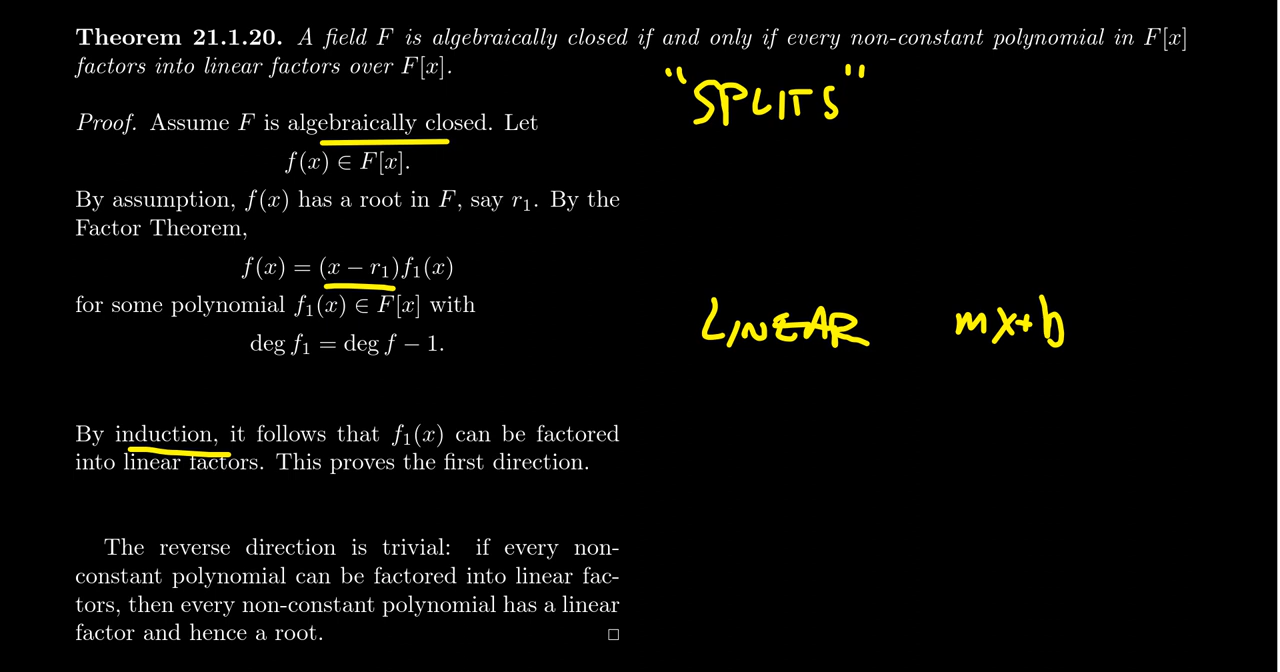 Theorem 21.1.20. A field F is algebraically closed if and only if every non-constant polynomial in F[x]
factors into linear factors over F[x].
"SPLITS"
Proof. Assume F is algebraically closed. Let
f(x) ∈ F[x].
By assumption, f(x) has a root in F, say r₁. By the
Factor Theorem,
f(x) = (x − r₁)f₁(x)
for some polynomial f₁(x) ∈ F[x] with
deg f₁ = deg f − 1.
LINEAR mx+b
By induction, it follows that f₁(x) can be factored
into linear factors. This proves the first direction.
The reverse direction is trivial: if every non-
constant polynomial can be factored into linear fac-
tors, then every non-constant polynomial has a linear
factor and hence a root. □